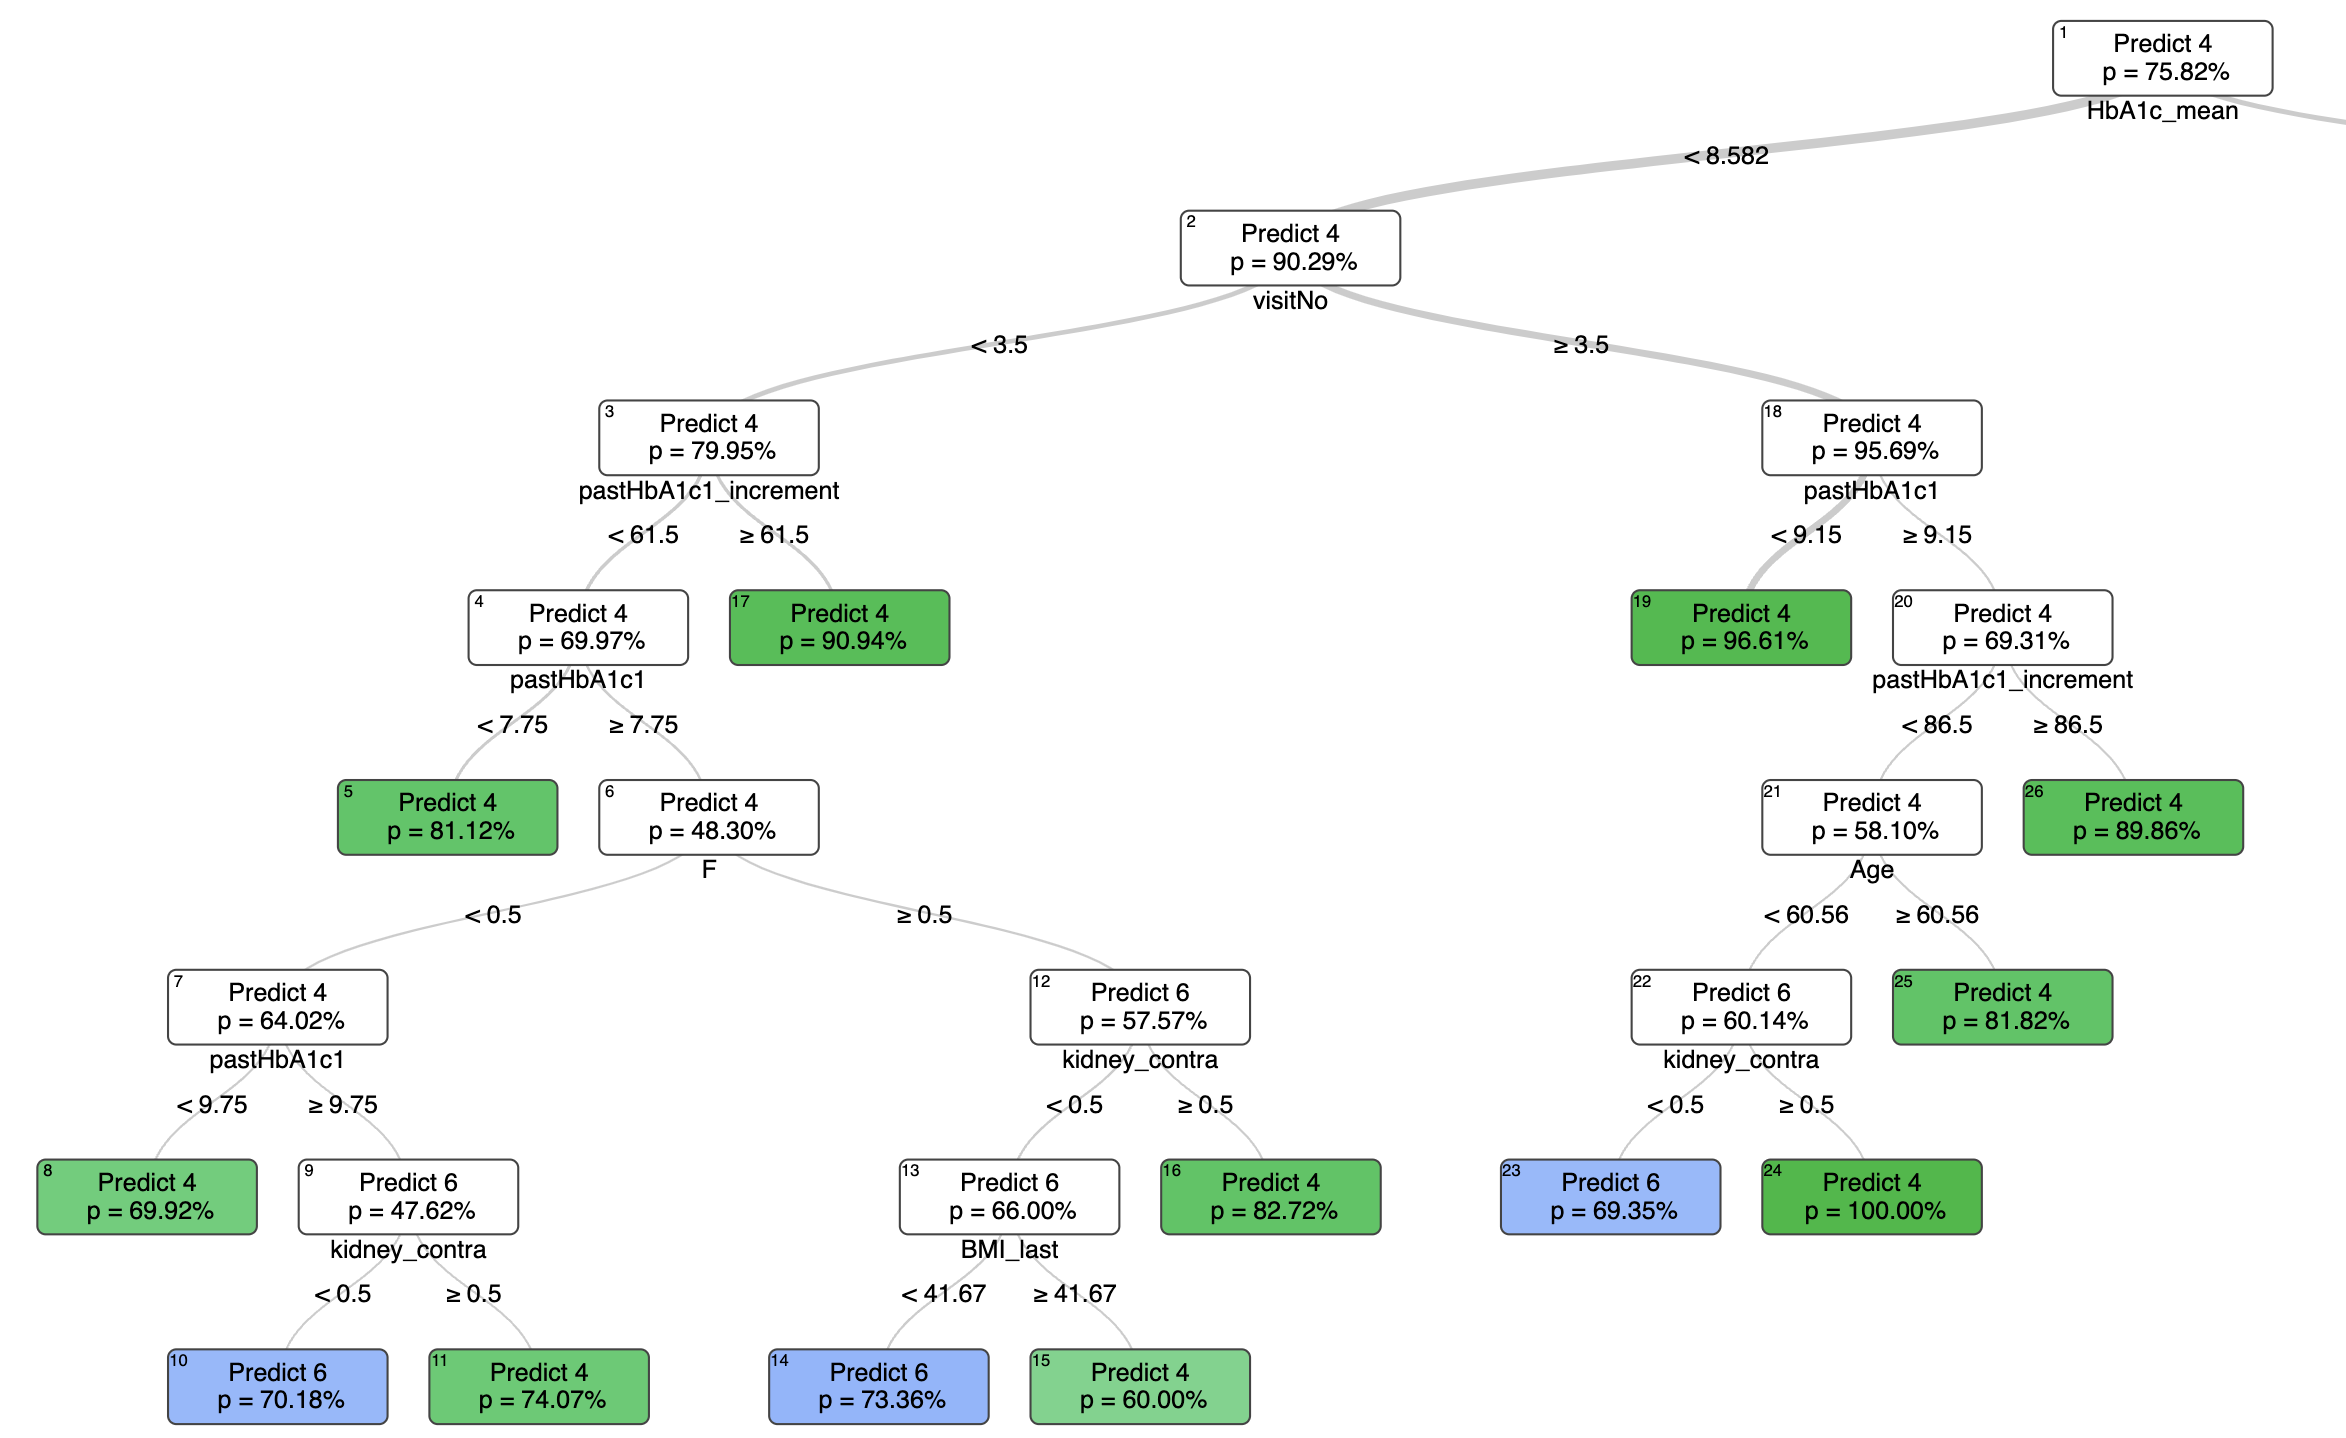 1
Predict 4
p = 75.82%
HbA1c_mean
< 8.582
2
Predict 4
p = 90.29%
visitNo
< 3.5
≥ 3.5
3
Predict 4
p = 79.95%
pastHbA1c1_increment
18
Predict 4
p = 95.69%
pastHbA1c1
< 61.5
≥ 61.5
< 9.15
≥ 9.15
4
Predict 4
p = 69.97%
pastHbA1c1
17
Predict 4
p = 90.94%
19
Predict 4
p = 96.61%
20
Predict 4
p = 69.31%
pastHbA1c1_increment
< 7.75
≥ 7.75
< 86.5
≥ 86.5
5
Predict 4
p = 81.12%
6
Predict 4
p = 48.30%
F
21
Predict 4
p = 58.10%
Age
26
Predict 4
p = 89.86%
< 0.5
≥ 0.5
< 60.56
≥ 60.56
7
Predict 4
p = 64.02%
pastHbA1c1
12
Predict 6
p = 57.57%
kidney_contra
22
Predict 6
p = 60.14%
kidney_contra
25
Predict 4
p = 81.82%
< 9.75
≥ 9.75
< 0.5
≥ 0.5
< 0.5
≥ 0.5
8
Predict 4
p = 69.92%
9
Predict 6
p = 47.62%
kidney_contra
13
Predict 6
p = 66.00%
BMI_last
16
Predict 4
p = 82.72%
23
Predict 6
p = 69.35%
24
Predict 4
p = 100.00%
< 0.5
≥ 0.5
< 41.67
≥ 41.67
10
Predict 6
p = 70.18%
11
Predict 4
p = 74.07%
14
Predict 6
p = 73.36%
15
Predict 4
p = 60.00%